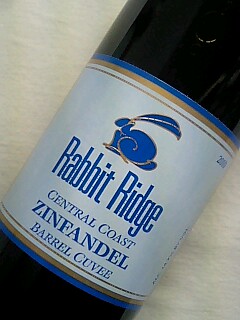 Rabbit Ridge
CENTRAL COAST
ZINFANDEL
BARREL CUVEE